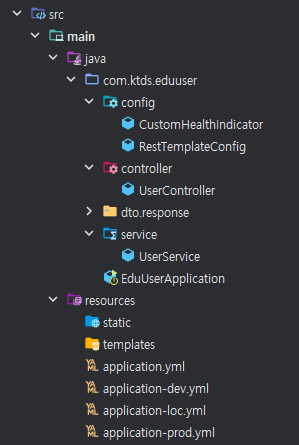 src
main
java
com.ktds.eduuser
config
CustomHealthIndicator
RestTemplateConfig
controller
UserController
dto.response
service
UserService
EduUserApplication
resources
static
templates
application.yml
application-dev.yml
application-loc.yml
application-prod.yml